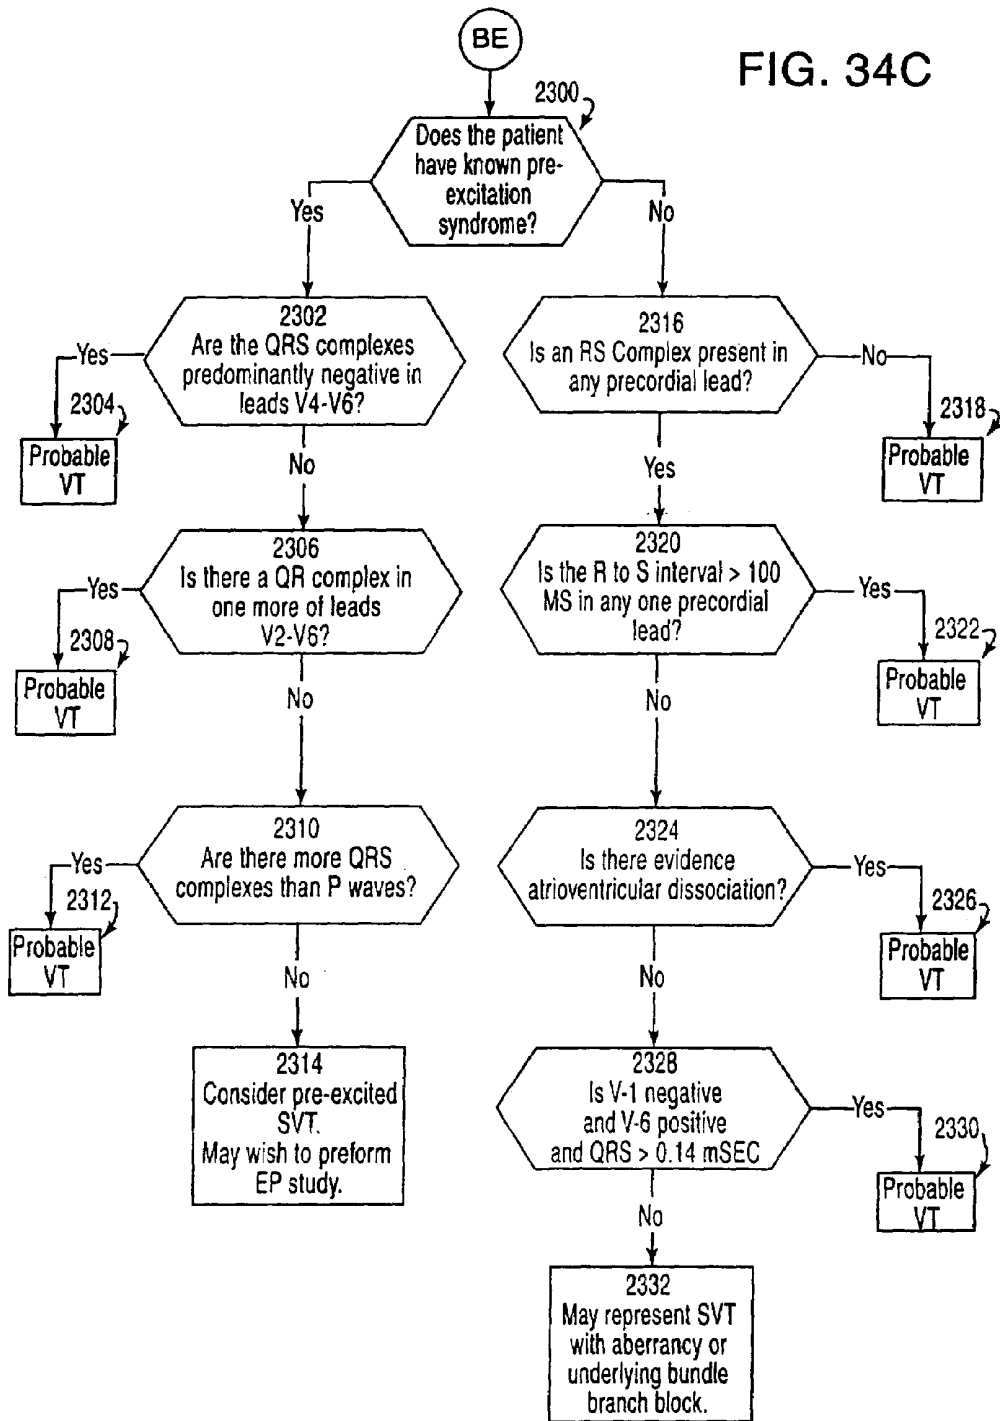 BE
FIG. 34C
2300
Does the patient
have known pre-
excitation
syndrome?
Yes
No
2302
Are the QRS complexes
predominantly negative in
leads V4-V6?
Yes
2304
Probable
VT
No
2316
Is an RS Complex present in
any precordial lead?
No
2318
Probable
VT
Yes
2306
Is there a QR complex in
one more of leads
V2-V6?
Yes
2308
Probable
VT
No
2320
Is the R to S interval > 100
MS in any one precordial
lead?
Yes
2322
Probable
VT
No
2310
Are there more QRS
complexes than P waves?
Yes
2312
Probable
VT
No
2324
Is there evidence
atrioventricular dissociation?
Yes
2326
Probable
VT
No
2314
Consider pre-excited
SVT.
May wish to preform
EP study.
2328
Is V-1 negative
and V-6 positive
and QRS > 0.14 mSEC
Yes
2330
Probable
VT
No
2332
May represent SVT
with aberrancy or
underlying bundle
branch block.